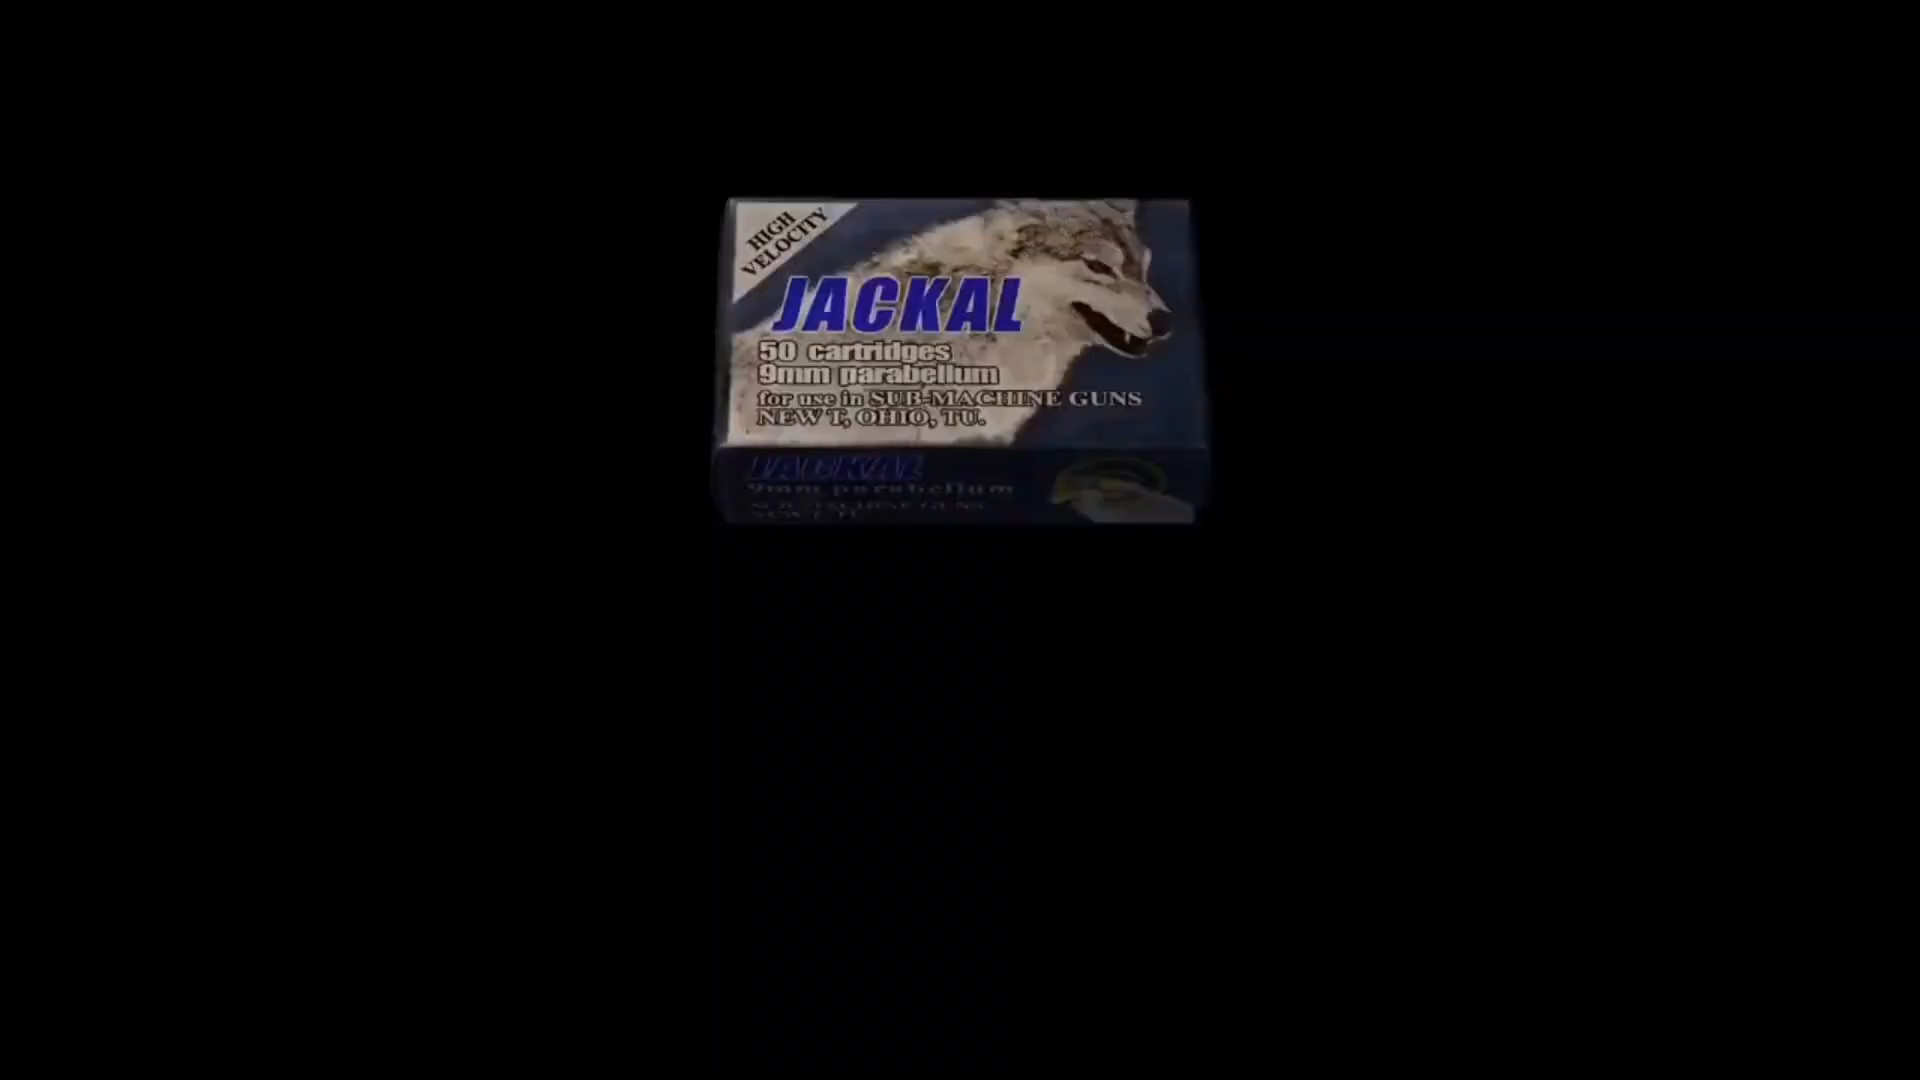 HIGH
VELOCITY
JACKAL
50 cartridges
9mm parabellum
for use in SUB-MACHINE GUNS
NEW T, OHIO, TU.
JACKAL
9mm parabellum